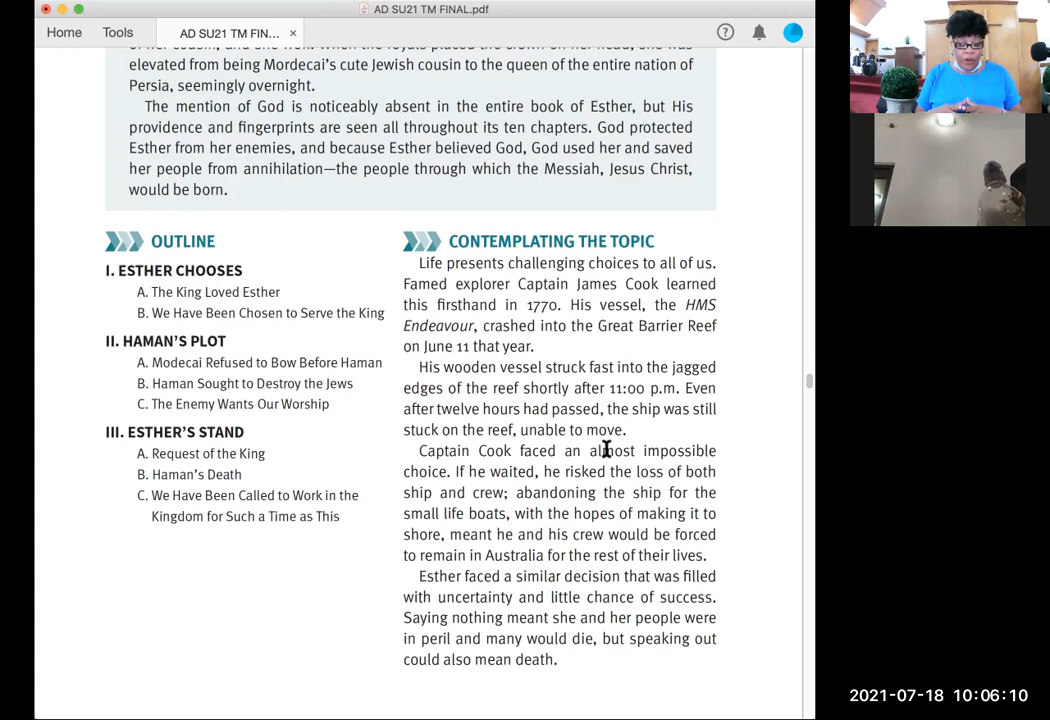 AD SU21 TM FINAL.pdf
Home
Tools
AD SU21 TM FIN... ×
elevated from being Mordecai's cute Jewish cousin to the queen of the entire nation of
Persia, seemingly overnight.
The mention of God is noticeably absent in the entire book of Esther, but His
providence and fingerprints are seen all throughout its ten chapters. God protected
Esther from her enemies, and because Esther believed God, God used her and saved
her people from annihilation—the people through which the Messiah, Jesus Christ,
would be born.
OUTLINE
I. ESTHER CHOOSES
A. The King Loved Esther
B. We Have Been Chosen to Serve the King
II. HAMAN'S PLOT
A. Modecai Refused to Bow Before Haman
B. Haman Sought to Destroy the Jews
C. The Enemy Wants Our Worship
III. ESTHER'S STAND
A. Request of the King
B. Haman's Death
C. We Have Been Called to Work in the
Kingdom for Such a Time as This
CONTEMPLATING THE TOPIC
Life presents challenging choices to all of us.
Famed explorer Captain James Cook learned
this firsthand in 1770. His vessel, the HMS
Endeavour, crashed into the Great Barrier Reef
on June 11 that year.
His wooden vessel struck fast into the jagged
edges of the reef shortly after 11:00 p.m. Even
after twelve hours had passed, the ship was still
stuck on the reef, unable to move.
Captain Cook faced an almost impossible
choice. If he waited, he risked the loss of both
ship and crew; abandoning the ship for the
small life boats, with the hopes of making it to
shore, meant he and his crew would be forced
to remain in Australia for the rest of their lives.
Esther faced a similar decision that was filled
with uncertainty and little chance of success.
Saying nothing meant she and her people were
in peril and many would die, but speaking out
could also mean death.
2021-07-18 10:06:10